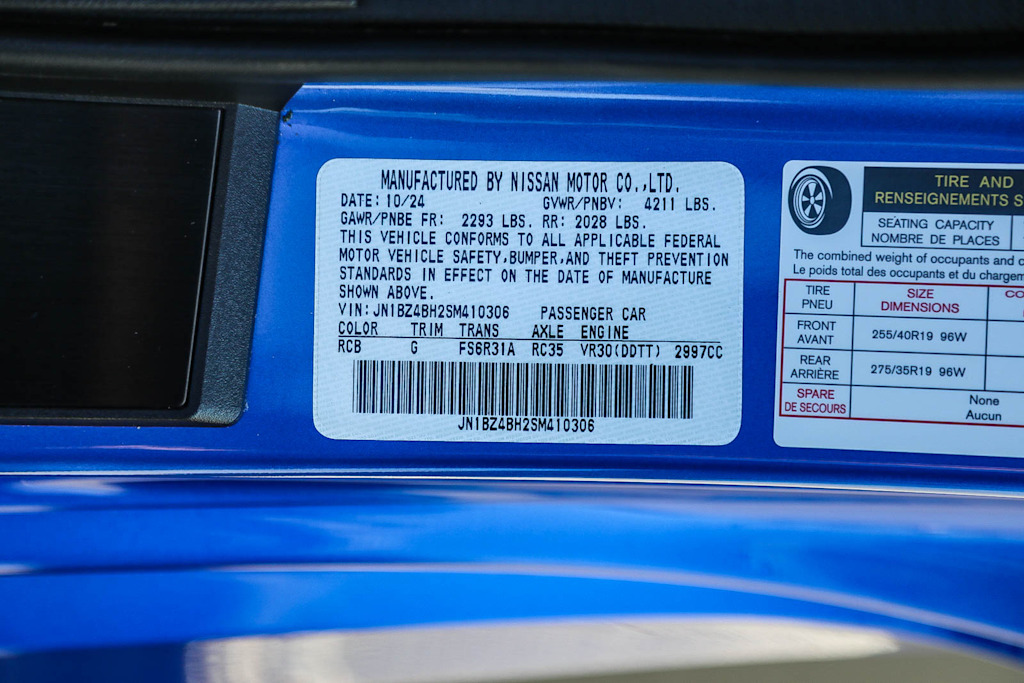 MANUFACTURED BY NISSAN MOTOR CO.,LTD.
DATE: 10/24 GVWR/PNBV: 4211 LBS.
GAWR/PNBE FR: 2293 LBS. RR: 2028 LBS.
THIS VEHICLE CONFORMS TO ALL APPLICABLE FEDERAL
MOTOR VEHICLE SAFETY,BUMPER,AND THEFT PREVENTION
STANDARDS IN EFFECT ON THE DATE OF MANUFACTURE
SHOWN ABOVE.
VIN: JN1BZ4BH2SM410306 PASSENGER CAR
COLOR TRIM TRANS AXLE ENGINE
RCB G FS6R31A RC35 VR30(DDTT) 2997CC
JN1BZ4BH2SM410306
TIRE AND
RENSEIGNEMENTS S
SEATING CAPACITY
NOMBRE DE PLACES
The combined weight of occupants and c
Le poids total des occupants et du chargem
TIRE
PNEU
SIZE
DIMENSIONS
CO
FRONT
AVANT
255/40R19 96W
REAR
ARRIÈRE
275/35R19 96W
SPARE
DE SECOURS
None
Aucun